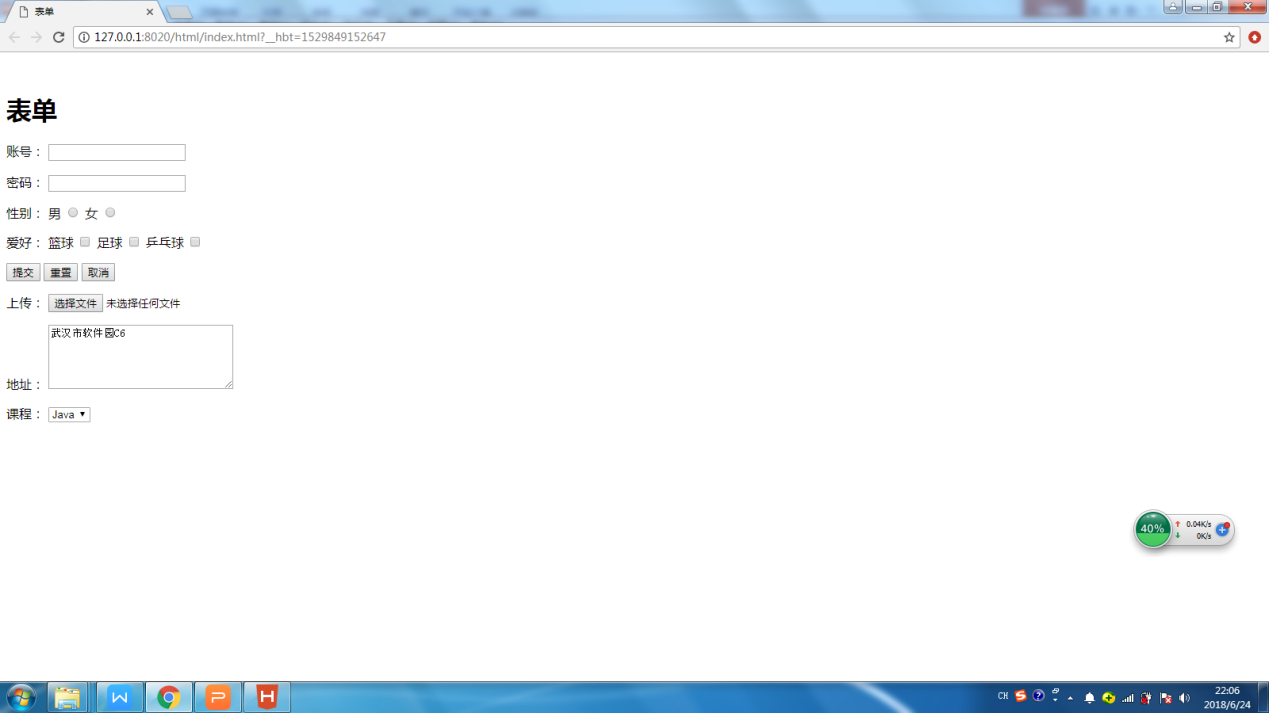 表单
127.0.0.1:8020/html/index.html?__hbt=1529849152647
表单
账号：
密码：
性别： 男 女
爱好： 篮球 足球 乒乓球
提交 重置 取消
上传： 选择文件 未选择任何文件
武汉市软件园C6
地址：
课程： Java
40% 0.04K/s
0K/s
CH 22:06
2018/6/24